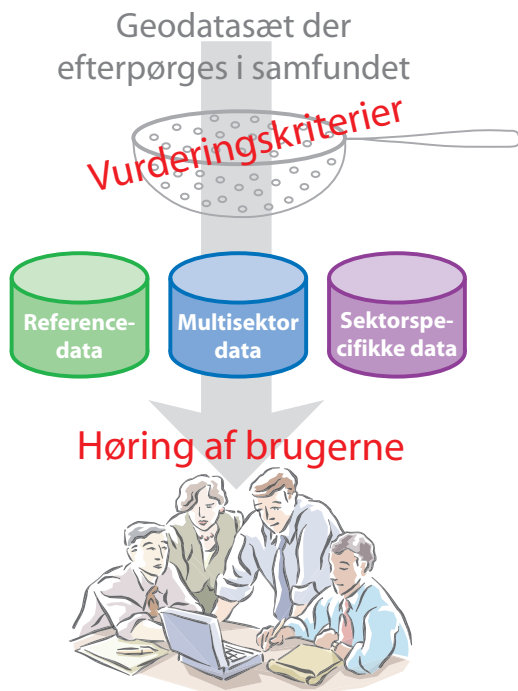 Geodatasæt der
efterpørges i samfundet
Vurderingskriterier
Reference-
data
Multisektor
data
Sektorspe-
cifikke data
Høring af brugerne